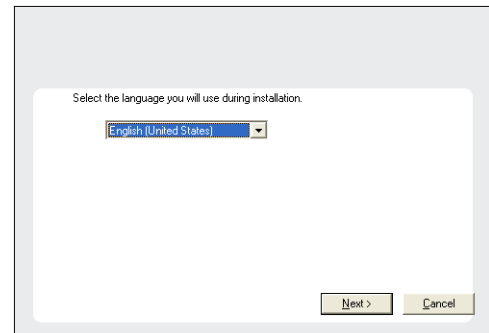 Select the language you will use during installation.
English (United States)
Next >
Cancel